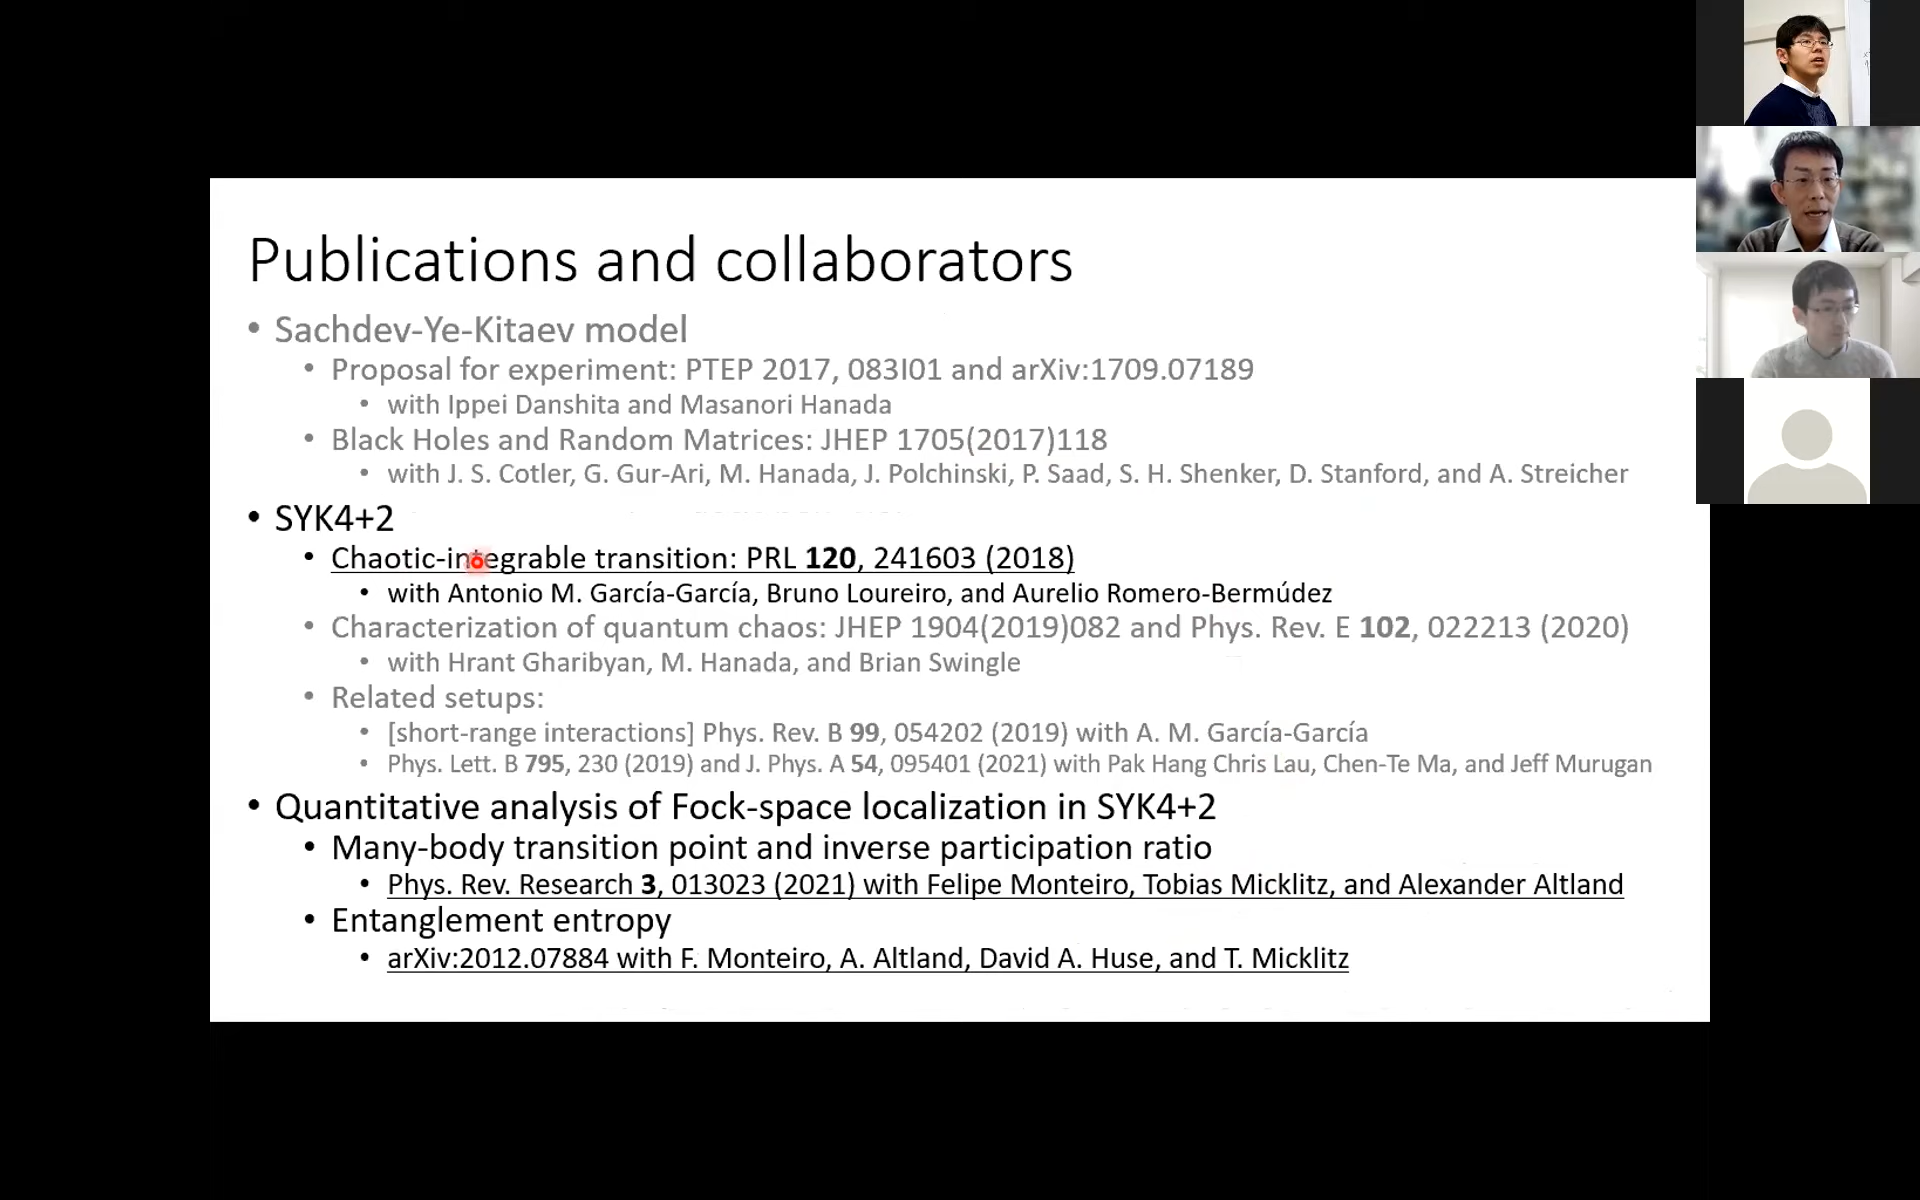 Publications and collaborators
• Sachdev-Ye-Kitaev model
• Proposal for experiment: PTEP 2017, 083I01 and arXiv:1709.07189
• with Ippei Danshita and Masanori Hanada
• Black Holes and Random Matrices: JHEP 1705(2017)118
• with J. S. Cotler, G. Gur-Ari, M. Hanada, J. Polchinski, P. Saad, S. H. Shenker, D. Stanford, and A. Streicher
• SYK4+2
• Chaotic-integrable transition: PRL 120, 241603 (2018)
• with Antonio M. García-García, Bruno Loureiro, and Aurelio Romero-Bermúdez
• Characterization of quantum chaos: JHEP 1904(2019)082 and Phys. Rev. E 102, 022213 (2020)
• with Hrant Gharibyan, M. Hanada, and Brian Swingle
• Related setups:
• [short-range interactions] Phys. Rev. B 99, 054202 (2019) with A. M. García-García
• Phys. Lett. B 795, 230 (2019) and J. Phys. A 54, 095401 (2021) with Pak Hang Chris Lau, Chen-Te Ma, and Jeff Murugan
• Quantitative analysis of Fock-space localization in SYK4+2
• Many-body transition point and inverse participation ratio
• Phys. Rev. Research 3, 013023 (2021) with Felipe Monteiro, Tobias Micklitz, and Alexander Altland
• Entanglement entropy
• arXiv:2012.07884 with F. Monteiro, A. Altland, David A. Huse, and T. Micklitz